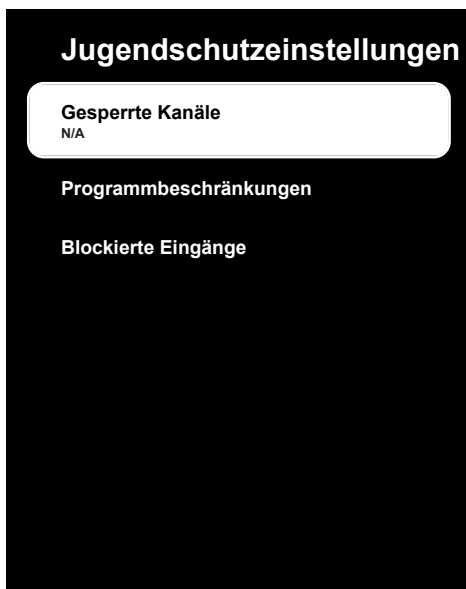 Jugendschutzeinstellungen
Gesperrte Kanäle
N/A
Programmbeschränkungen
Blockierte Eingänge